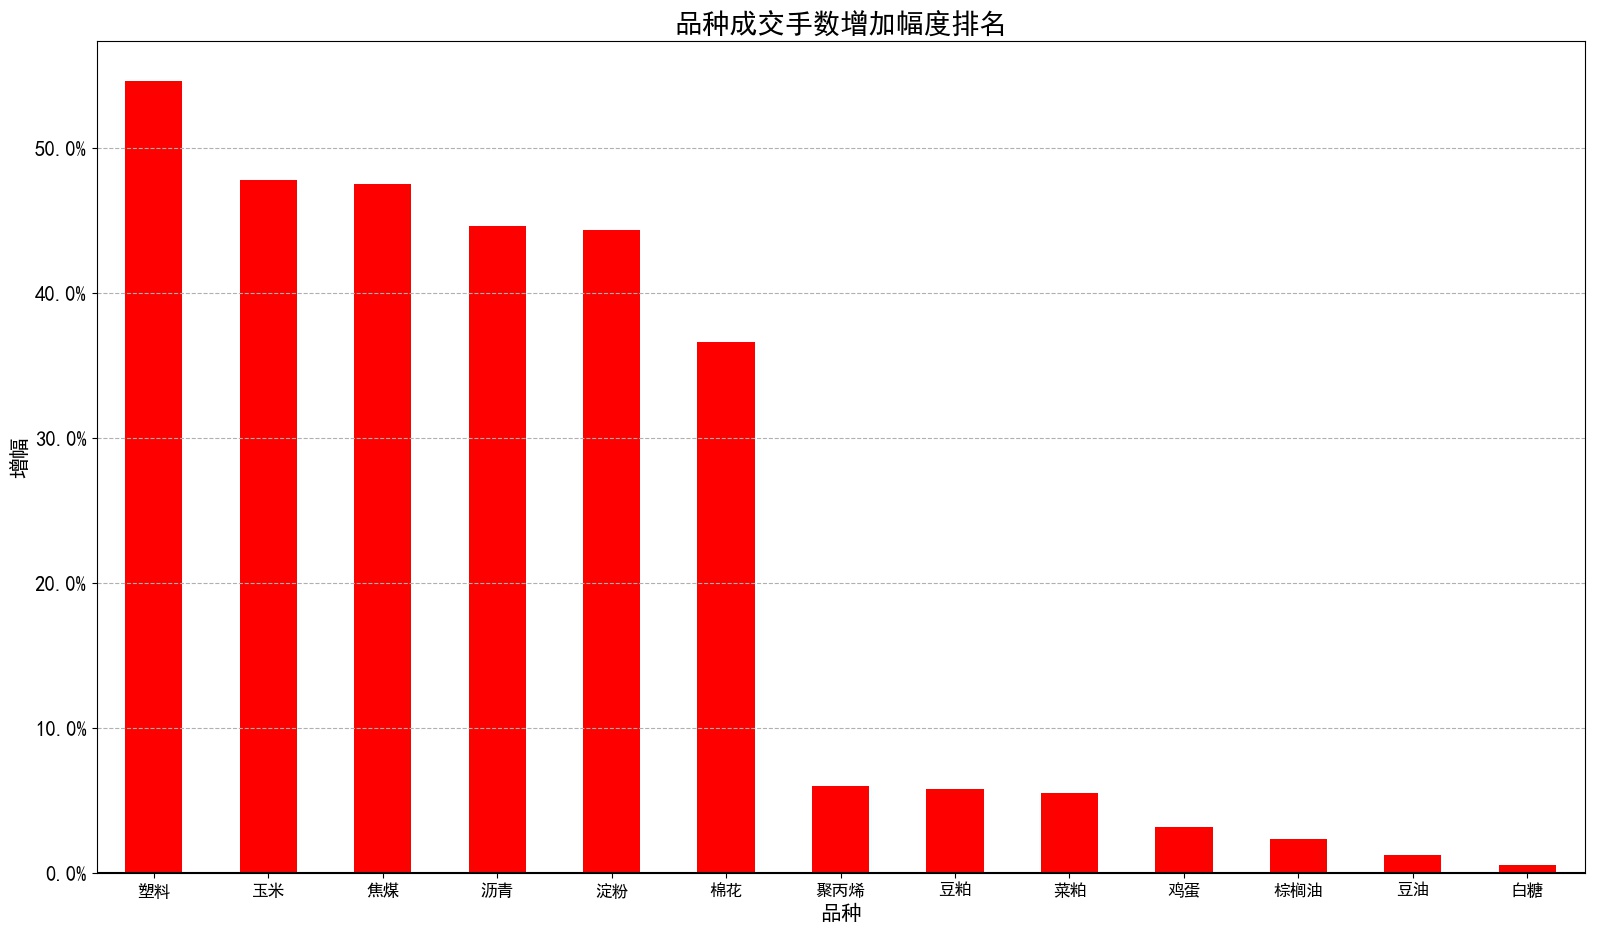 品种成交手数增加幅度排名
增幅
50.0%
40.0%
30.0%
20.0%
10.0%
0.0%
塑料 玉米 焦煤 沥青 淀粉 棉花 聚丙烯 豆粕 菜粕 鸡蛋 棕榈油 豆油 白糖
品种